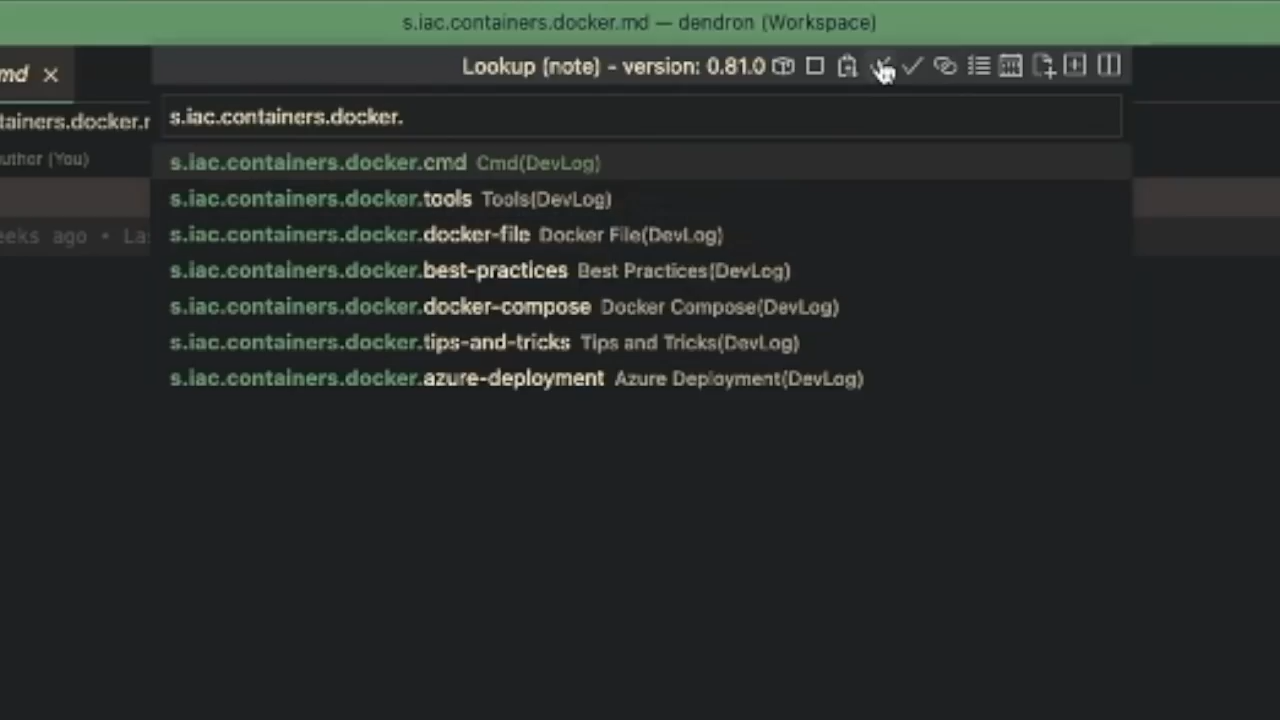 s.iac.containers.docker.md — dendron (Workspace)
md ×
Lookup (note) - version: 0.81.0
tainers.docker.r
s.iac.containers.docker.
uthor (You)
s.iac.containers.docker.cmd Cmd(DevLog)
s.iac.containers.docker.tools Tools(DevLog)
eeks ago • La
s.iac.containers.docker.docker-file Docker File(DevLog)
s.iac.containers.docker.best-practices Best Practices(DevLog)
s.iac.containers.docker.docker-compose Docker Compose(DevLog)
s.iac.containers.docker.tips-and-tricks Tips and Tricks(DevLog)
s.iac.containers.docker.azure-deployment Azure Deployment(DevLog)